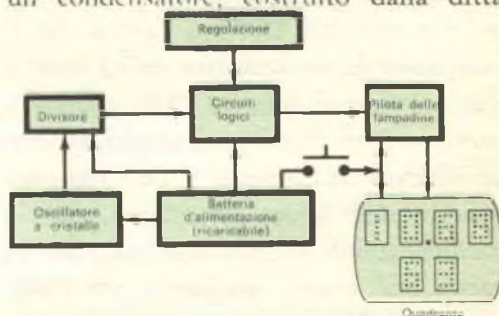 un condensatore, costruito dalla ditta
Regolazione
Divisore
Circuiti
logici
Pilota delle
lampadine
Oscillatore
a cristallo
Batteria
d'alimentazione
(ricaricabile)
Quadrante